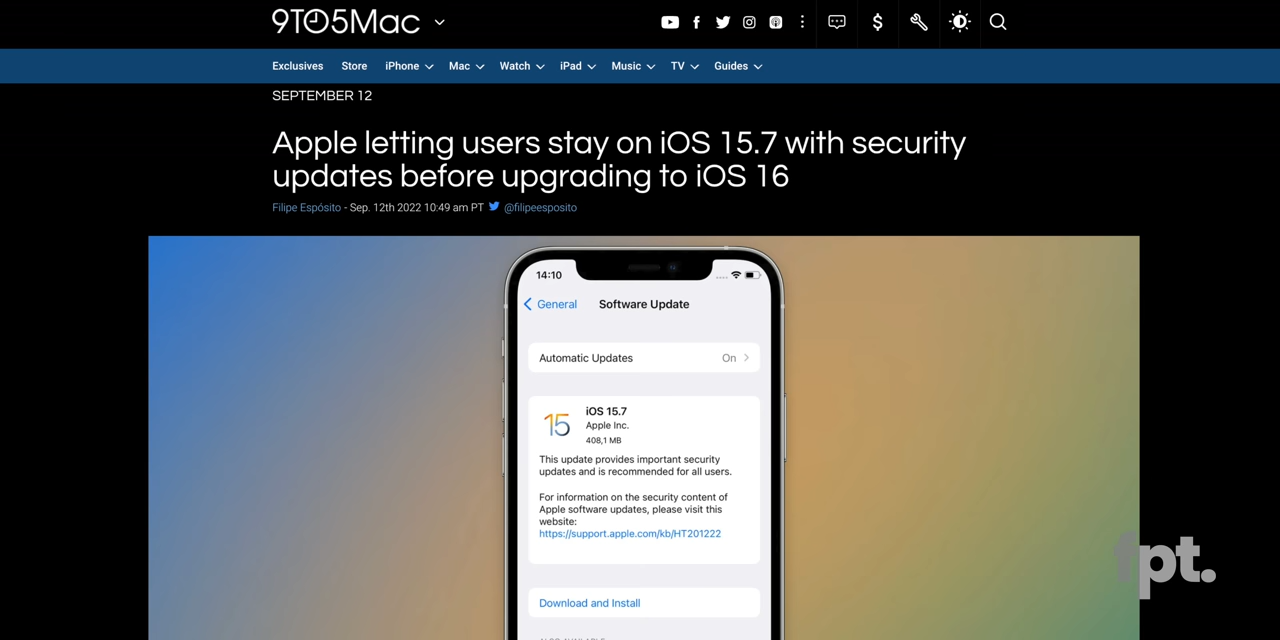 9TO5Mac
Exclusives Store iPhone Mac Watch iPad Music TV Guides
SEPTEMBER 12
Apple letting users stay on iOS 15.7 with security
updates before upgrading to iOS 16
Filipe Espósito - Sep. 12th 2022 10:49 am PT @filipeesposito
14:10
General Software Update
Automatic Updates On
15
iOS 15.7
Apple Inc.
408,1 MB
This update provides important security
updates and is recommended for all users.
For information on the security content of
Apple software updates, please visit this
website:
https://support.apple.com/kb/HT201222
Download and Install
ALSO AVAILABLE
fpt.